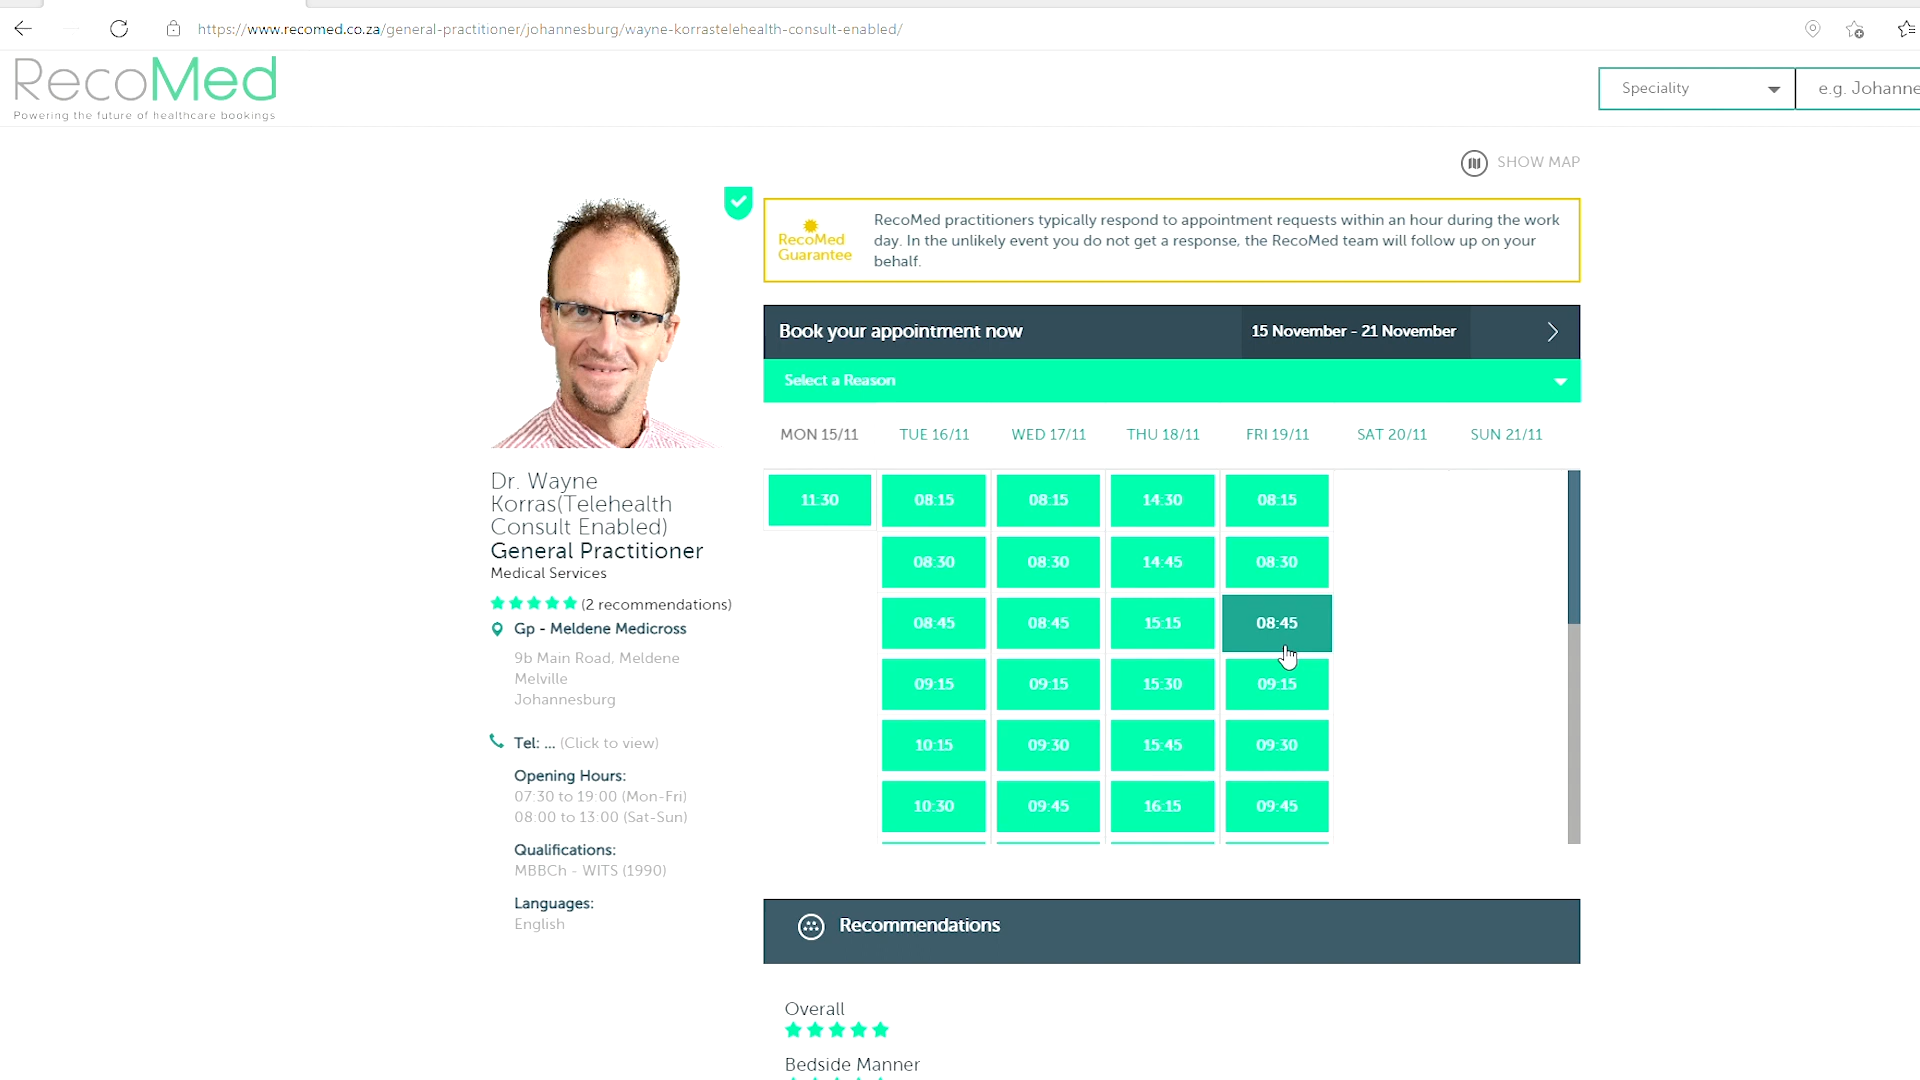 https://www.recomed.co.za/general-practitioner/johannesburg/wayne-korrastelehealth-consult-enabled/
RecoMed
Powering the future of healthcare bookings
Speciality
e.g. Johanne
SHOW MAP
RecoMed
Guarantee
RecoMed practitioners typically respond to appointment requests within an hour during the work
day. In the unlikely event you do not get a response, the RecoMed team will follow up on your
behalf.
Book your appointment now
15 November - 21 November
Select a Reason
MON 15/11 TUE 16/11 WED 17/11 THU 18/11 FRI 19/11 SAT 20/11 SUN 21/11
11:30 08:15 08:15 14:30 08:15
08:30 08:30 14:45 08:30
08:45 08:45 15:15 08:45
09:15 09:15 15:30 09:15
10:15 09:30 15:45 09:30
10:30 09:45 16:15 09:45
Dr. Wayne
Korras(Telehealth
Consult Enabled)
General Practitioner
Medical Services
(2 recommendations)
Gp - Meldene Medicross
9b Main Road, Meldene
Melville
Johannesburg
Tel: ... (Click to view)
Opening Hours:
07:30 to 19:00 (Mon-Fri)
08:00 to 13:00 (Sat-Sun)
Qualifications:
MBBCh - WITS (1990)
Languages:
English
Recommendations
Overall
Bedside Manner